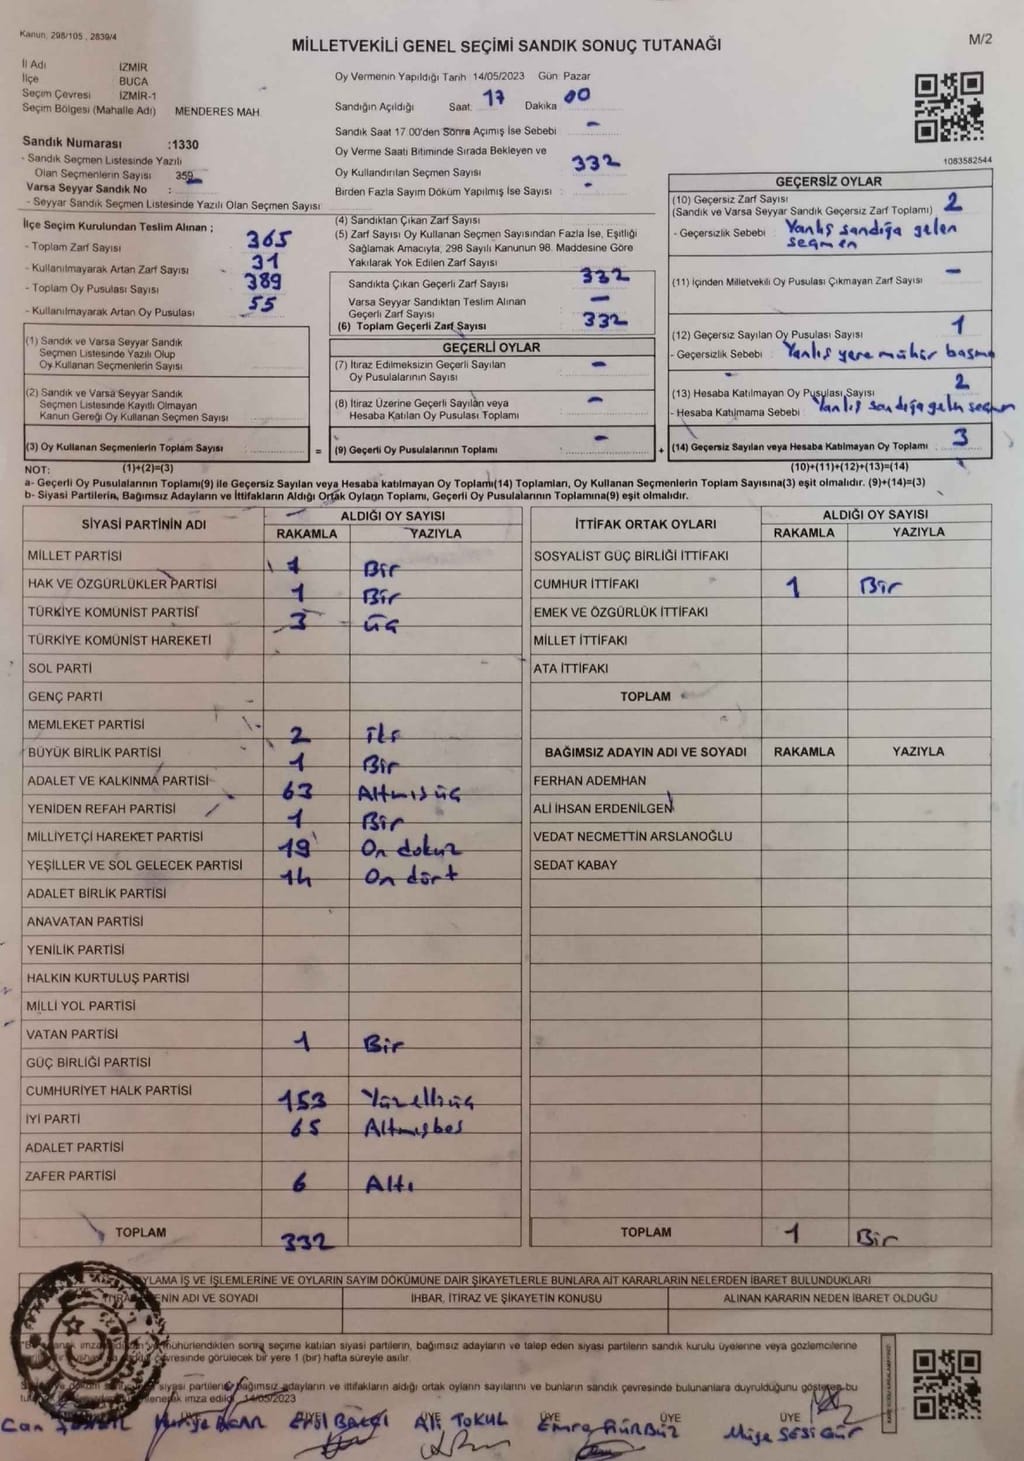 Kanun: 298/105 , 2839/4
M/2
MİLLETVEKİLİ GENEL SEÇİMİ SANDIK SONUÇ TUTANAĞI
İl Adı İZMİR
İlçe BUCA
Seçim Çevresi İZMİR-1
Seçim Bölgesi (Mahalle Adı) MENDERES MAH.
Sandık Numarası :1330
- Sandık Seçmen Listesinde Yazılı
Olan Seçmenlerin Sayısı 359
Varsa Seyyar Sandık No :
- Seyyar Sandık Seçmen Listesinde Yazılı Olan Seçmen Sayısı
Oy Vermenin Yapıldığı Tarih 14/05/2023 Gün: Pazar
Sandığın Açıldığı Saat: 17 Dakika 00
Sandık Saat 17.00'den Sonra Açımış İse Sebebi -
Oy Verme Saati Bitiminde Sırada Bekleyen ve
Oy Kullandırılan Seçmen Sayısı 332
Birden Fazla Sayım Döküm Yapılmış İse Sayısı -
1083582544
İlçe Seçim Kurulundan Teslim Alınan ;
- Toplam Zarf Sayısı 365
- Kullanılmayarak Artan Zarf Sayısı 31
- Toplam Oy Pusulası Sayısı 389
- Kullanılmayarak Artan Oy Pusulası 55
(1) Sandık ve Varsa Seyyar Sandık
Seçmen Listesinde Yazılı Olup
Oy Kullanan Seçmenlerin Sayısı
(2) Sandık ve Varsa Seyyar Sandık
Seçmen Listesinde Kayıtlı Olmayan
Kanun Gereği Oy Kullanan Seçmen Sayısı
(3) Oy Kullanan Seçmenlerin Toplam Sayısı =
(4) Sandıktan Çıkan Zarf Sayısı
(5) Zarf Sayısı Oy Kullanan Seçmen Sayısından Fazla İse, Eşitliği
Sağlamak Amacıyla, 298 Sayılı Kanunun 98. Maddesine Göre
Yakılarak Yok Edilen Zarf Sayısı
Sandıkta Çıkan Geçerli Zarf Sayısı 332
Varsa Seyyar Sandıktan Teslim Alınan
Geçerli Zarf Sayısı -
(6) Toplam Geçerli Zarf Sayısı 332
GEÇERLİ OYLAR
(7) İtiraz Edilmeksizin Geçerli Sayılan
Oy Pusulalarının Sayısı -
(8) İtiraz Üzerine Geçerli Sayılan veya
Hesaba Katılan Oy Pusulası Toplamı -
(9) Geçerli Oy Pusulalarının Toplamı - +
GEÇERSİZ OYLAR
(10) Geçersiz Zarf Sayısı 2
(Sandık ve Varsa Seyyar Sandık Geçersiz Zarf Toplamı)
- Geçersizlik Sebebi Yanlış sandığa gelen
seçmen
(11) İçinden Milletvekili Oy Pusulası Çıkmayan Zarf Sayısı -
(12) Geçersiz Sayılan Oy Pusulası Sayısı 1
- Geçersizlik Sebebi Yanlış yere mühür basma
(13) Hesaba Katılmayan Oy Pusulası Sayısı 2
- Hesaba Katılmama Sebebi Yanlış sandığa gelen seçmen
(14) Geçersiz Sayılan veya Hesaba Katılmayan Oy Toplamı 3
NOT: (1)+(2)=(3) (10)+(11)+(12)+(13)=(14)
a- Geçerli Oy Pusulalarının Toplamı(9) ile Geçersiz Sayılan veya Hesaba katılmayan Oy Toplamı(14) Toplamları, Oy Kullanan Seçmenlerin Toplam Sayısına(3) eşit olmalıdır. (9)+(14)=(3)
b- Siyasi Partilerin, Bağımsız Adayların ve İttifakların Aldığı Ortak Oyların Toplamı, Geçerli Oy Pusulalarının Toplamına(9) eşit olmalıdır.
SİYASİ PARTİNİN ADI ALDIĞI OY SAYISI
RAKAMLA YAZIYLA
MİLLET PARTİSİ 1 Bir
HAK VE ÖZGÜRLÜKLER PARTİSİ 1 Bir
TÜRKİYE KOMÜNİST PARTİSİ 3 üç
TÜRKİYE KOMÜNİST HAREKETİ
SOL PARTİ
GENÇ PARTİ
MEMLEKET PARTİSİ 2 iki
BÜYÜK BİRLİK PARTİSİ 1 Bir
ADALET VE KALKINMA PARTİSİ 63 Altmışüç
YENİDEN REFAH PARTİSİ 1 Bir
MİLLİYETÇİ HAREKET PARTİSİ 19 On dokuz
YEŞİLLER VE SOL GELECEK PARTİSİ 14 On dört
ADALET BİRLİK PARTİSİ
ANAVATAN PARTİSİ
YENİLİK PARTİSİ
HALKIN KURTULUŞ PARTİSİ
MİLLİ YOL PARTİSİ
VATAN PARTİSİ 1 Bir
GÜÇ BİRLİĞİ PARTİSİ
CUMHURİYET HALK PARTİSİ 153 Yüzelliüç
İYİ PARTİ 65 Altmışbeş
ADALET PARTİSİ
ZAFER PARTİSİ 6 Altı
TOPLAM 332
İTTİFAK ORTAK OYLARI ALDIĞI OY SAYISI
RAKAMLA YAZIYLA
SOSYALİST GÜÇ BİRLİĞİ İTTİFAKI
CUMHUR İTTİFAKI 1 Bir
EMEK VE ÖZGÜRLÜK İTTİFAKI
MİLLET İTTİFAKI
ATA İTTİFAKI
TOPLAM
BAĞIMSIZ ADAYIN ADI VE SOYADI RAKAMLA YAZIYLA
FERHAN ADEMHAN
ALİ İHSAN ERDENİLGEN
VEDAT NECMETTİN ARSLANOĞLU
SEDAT KABAY
TOPLAM 1 Bir
YLAMA İŞ VE İŞLEMLERİNE VE OYLARIN SAYIM DÖKÜMÜNE DAİR ŞİKAYETLERLE BUNLARA AİT KARARLARIN NELERDEN İBARET BULUNDUKLARI
ENİN ADI VE SOYADI İHBAR, İTİRAZ VE ŞİKAYETİN KONUSU ALINAN KARARIN NEDEN İBARET OLDUĞU
mühürlendikten sonra seçime katılan siyasi partilerin, bağımsız adayların ve talep eden siyasi partilerin sandık kurulu üyelerine veya gözlemcilerine
çevresinde görülecek bir yere 1 (bir) hafta süreyle asılır.
siyasi partilerin, bağımsız adayların ve ittifakların aldığı ortak oyların sayılarını ve bunların sandık çevresinde bulunanlara duyrulduğunu gösteren bu
imza edildi. 14/05/2023
ÜYE ÜYE ÜYE ÜYE ÜYE
Can Huriye ACAR Erol BALCI Ali TOKUL Emre GÜRBÜZ Müge SESİGÜR